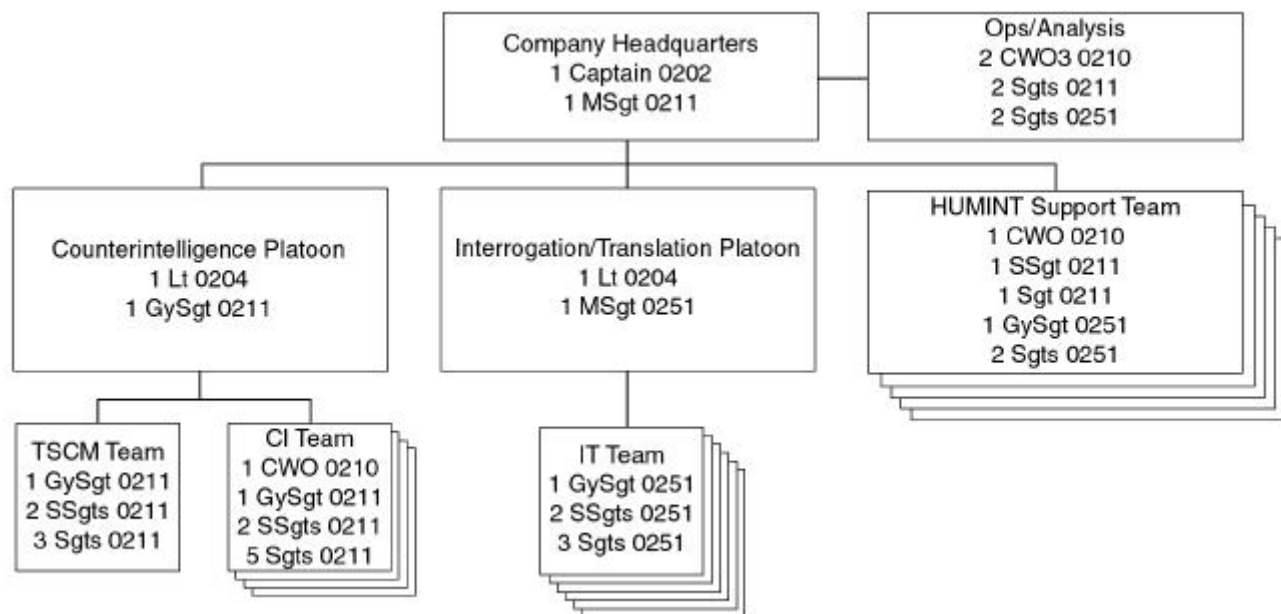 Company Headquarters
1 Captain 0202
1 MSgt 0211
Ops/Analysis
2 CWO3 0210
2 Sgts 0211
2 Sgts 0251
Counterintelligence Platoon
1 Lt 0204
1 GySgt 0211
Interrogation/Translation Platoon
1 Lt 0204
1 MSgt 0251
HUMINT Support Team
1 CWO 0210
1 SSgt 0211
1 Sgt 0211
1 GySgt 0251
2 Sgts 0251
TSCM Team
1 GySgt 0211
2 SSgts 0211
3 Sgts 0211
CI Team
1 CWO 0210
1 GySgt 0211
2 SSgts 0211
5 Sgts 0211
IT Team
1 GySgt 0251
2 SSgts 0251
3 Sgts 0251